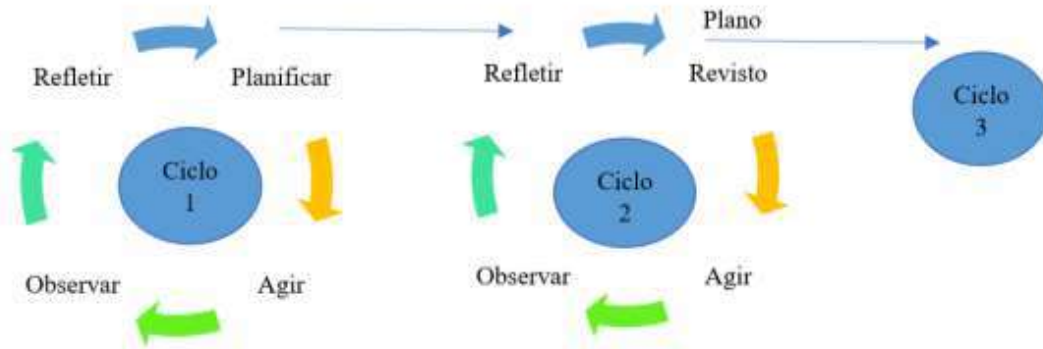 Plano
Refletir
Planificar
Refletir
Revisto
Ciclo
3
Ciclo
1
Ciclo
2
Observar
Agir
Observar
Agir